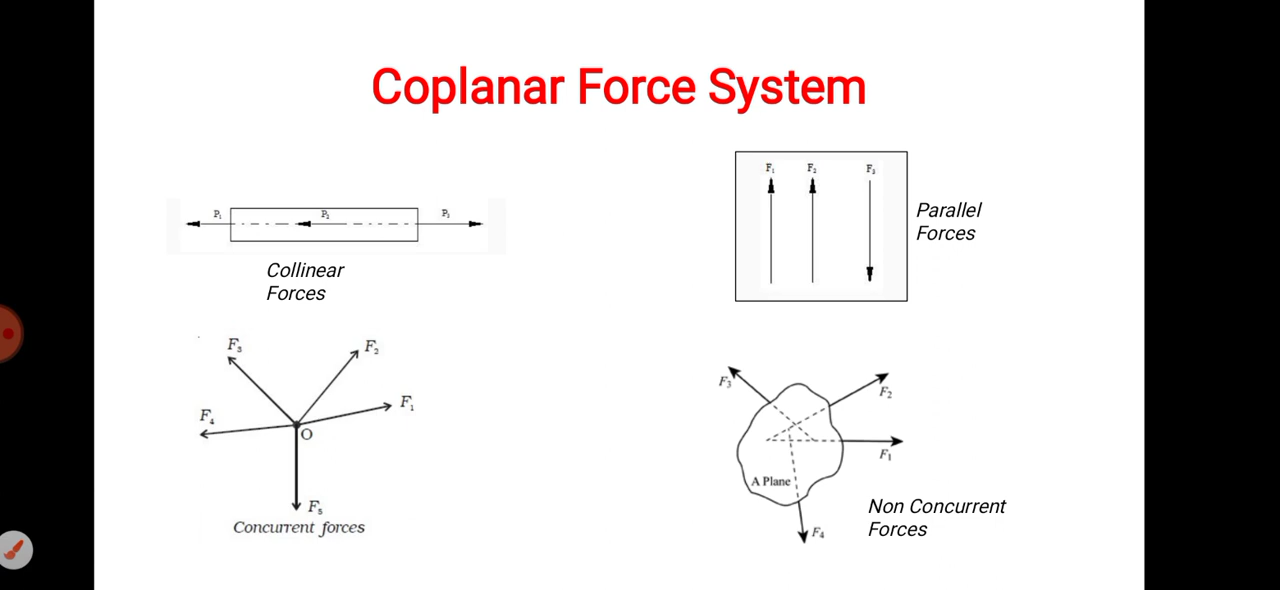 Coplanar Force System
P₁
P₂
P₃
Collinear
Forces
F₁
F₂
F₃
Parallel
Forces
F₃
F₂
F₄
F₁
O
F₅
Concurrent forces
F₃
F₂
F₁
A Plane
F₄
Non Concurrent
Forces